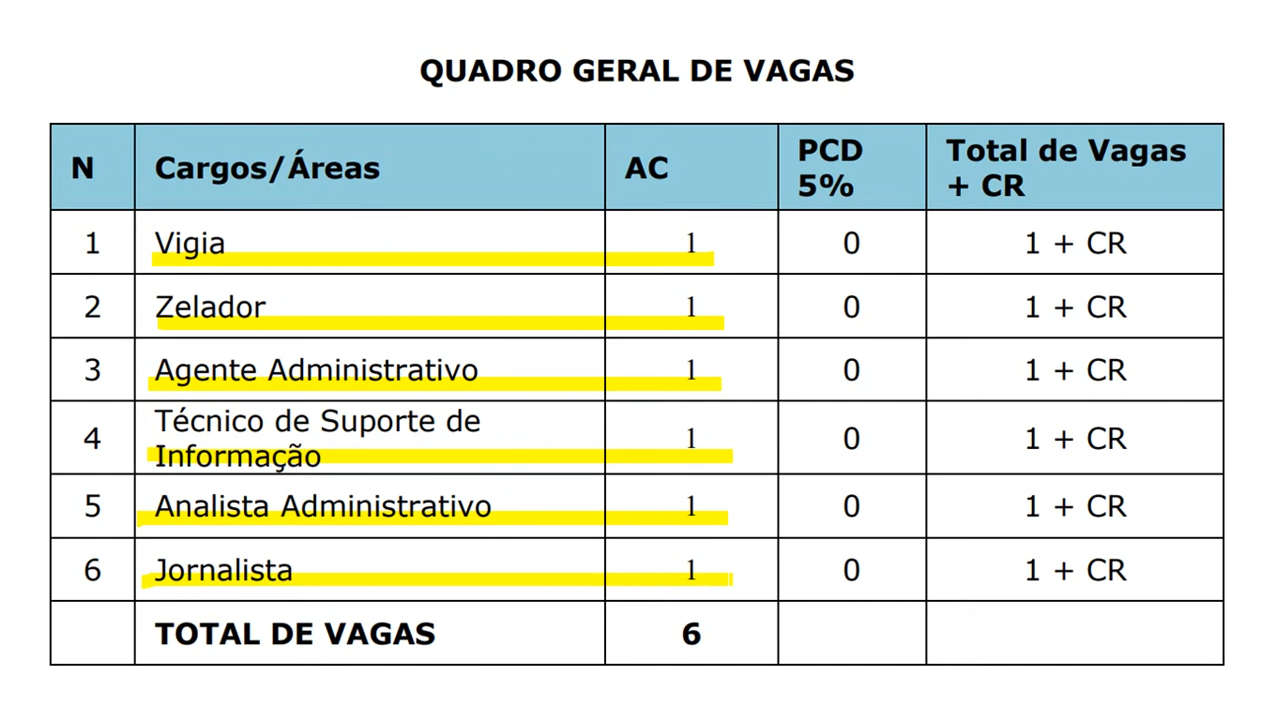 QUADRO GERAL DE VAGAS
N Cargos/Áreas AC PCD 5% Total de Vagas + CR
1 Vigia 1 0 1 + CR
2 Zelador 1 0 1 + CR
3 Agente Administrativo 1 0 1 + CR
4 Técnico de Suporte de Informação 1 0 1 + CR
5 Analista Administrativo 1 0 1 + CR
6 Jornalista 1 0 1 + CR
TOTAL DE VAGAS 6